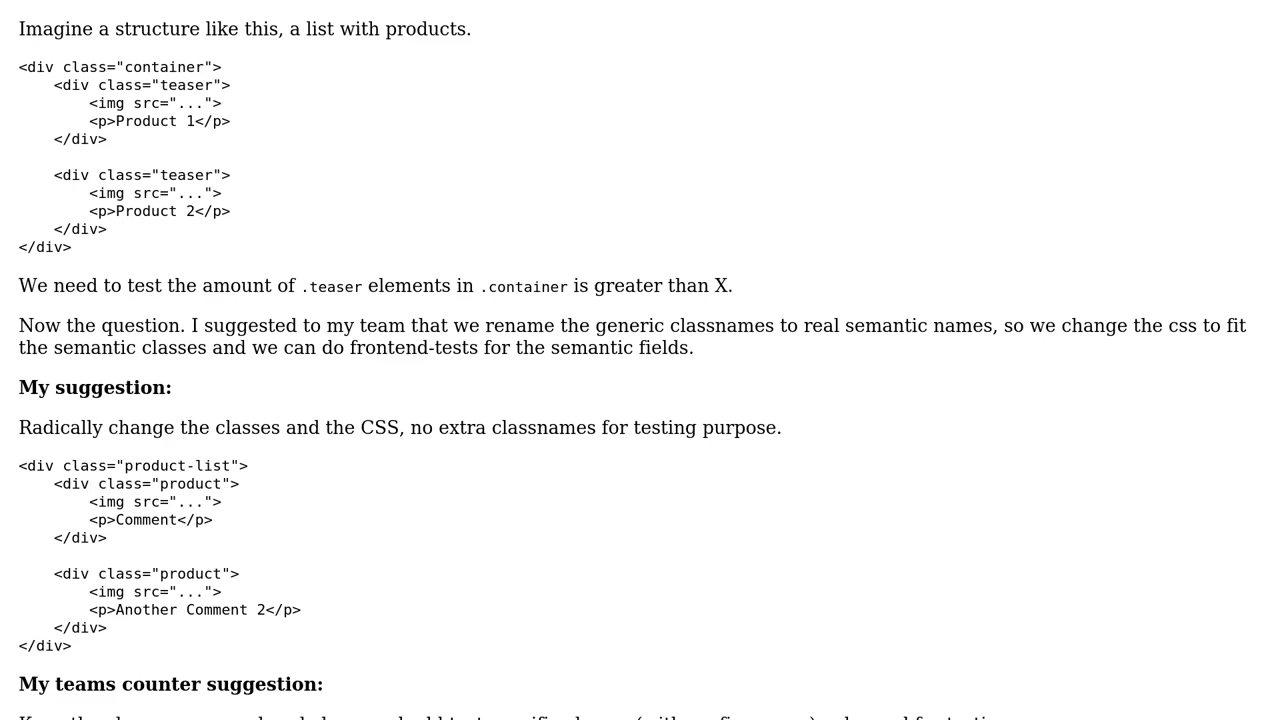 Imagine a structure like this, a list with products.
<div class="container">
    <div class="teaser">
        <img src="...">
        <p>Product 1</p>
    </div>

    <div class="teaser">
        <img src="...">
        <p>Product 2</p>
    </div>
</div>
We need to test the amount of .teaser elements in .container is greater than X.
Now the question. I suggested to my team that we rename the generic classnames to real semantic names, so we change the css to fit
the semantic classes and we can do frontend-tests for the semantic fields.
My suggestion:
Radically change the classes and the CSS, no extra classnames for testing purpose.
<div class="product-list">
    <div class="product">
        <img src="...">
        <p>Comment</p>
    </div>

    <div class="product">
        <img src="...">
        <p>Another Comment 2</p>
    </div>
</div>
My teams counter suggestion: